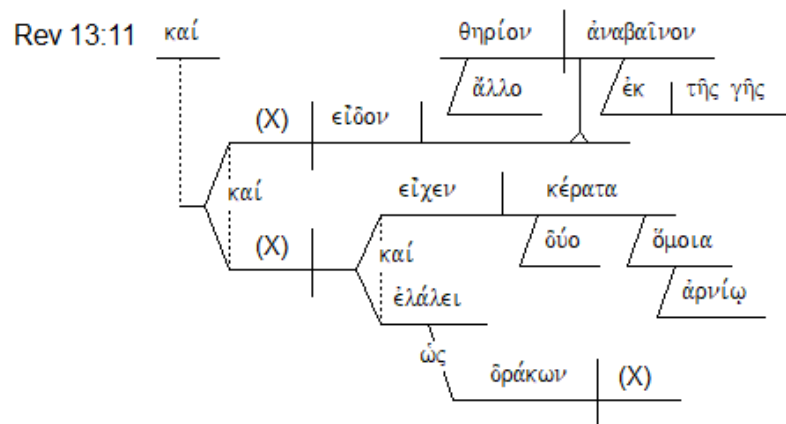 Rev 13:11 καί θηρίον ἀναβαῖνον
ἄλλο ἐκ τῆς γῆς
(X) εἶδον
καί εἶχεν κέρατα
(X) καί δύο ὅμοια
ἐλάλει ἀρνίῳ
ὡς
δράκων (X)